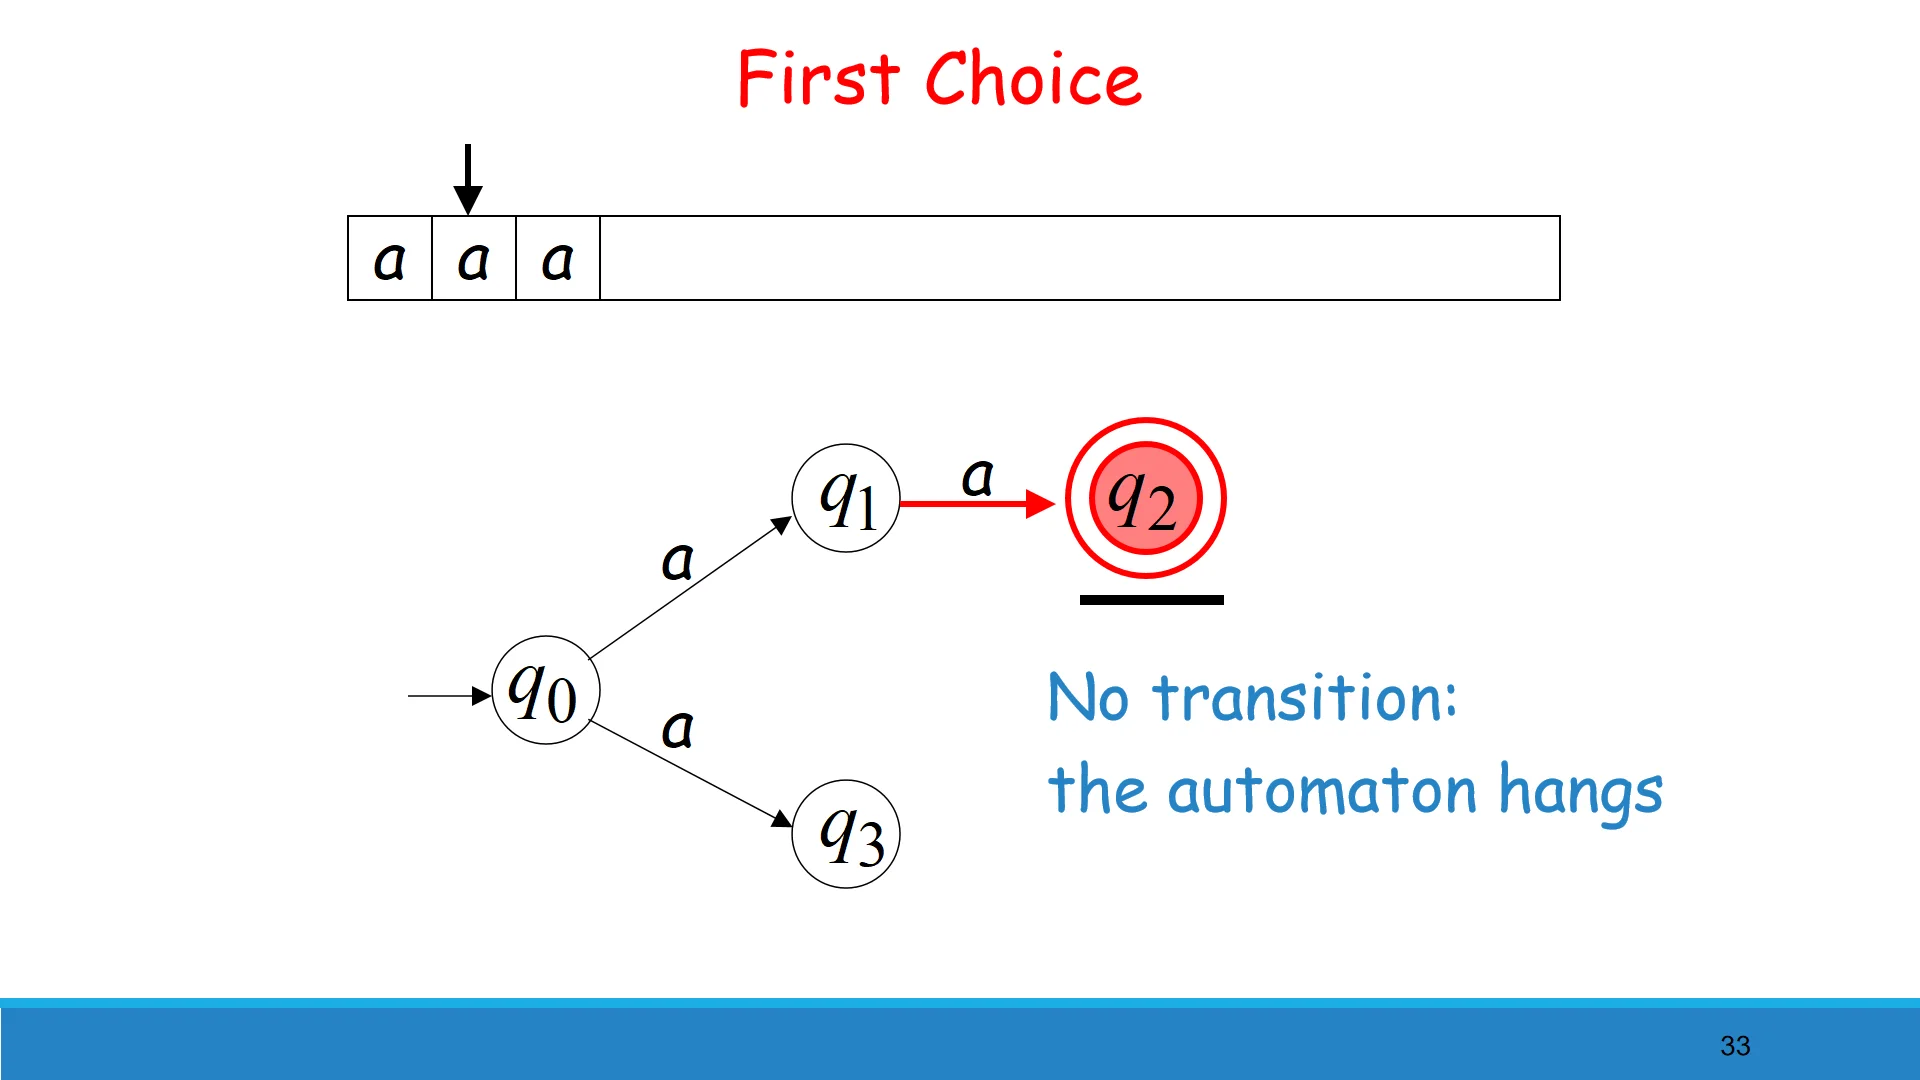 First Choice
a a a
q1 a q2
a
q0
a
q3
No transition:
the automaton hangs
33